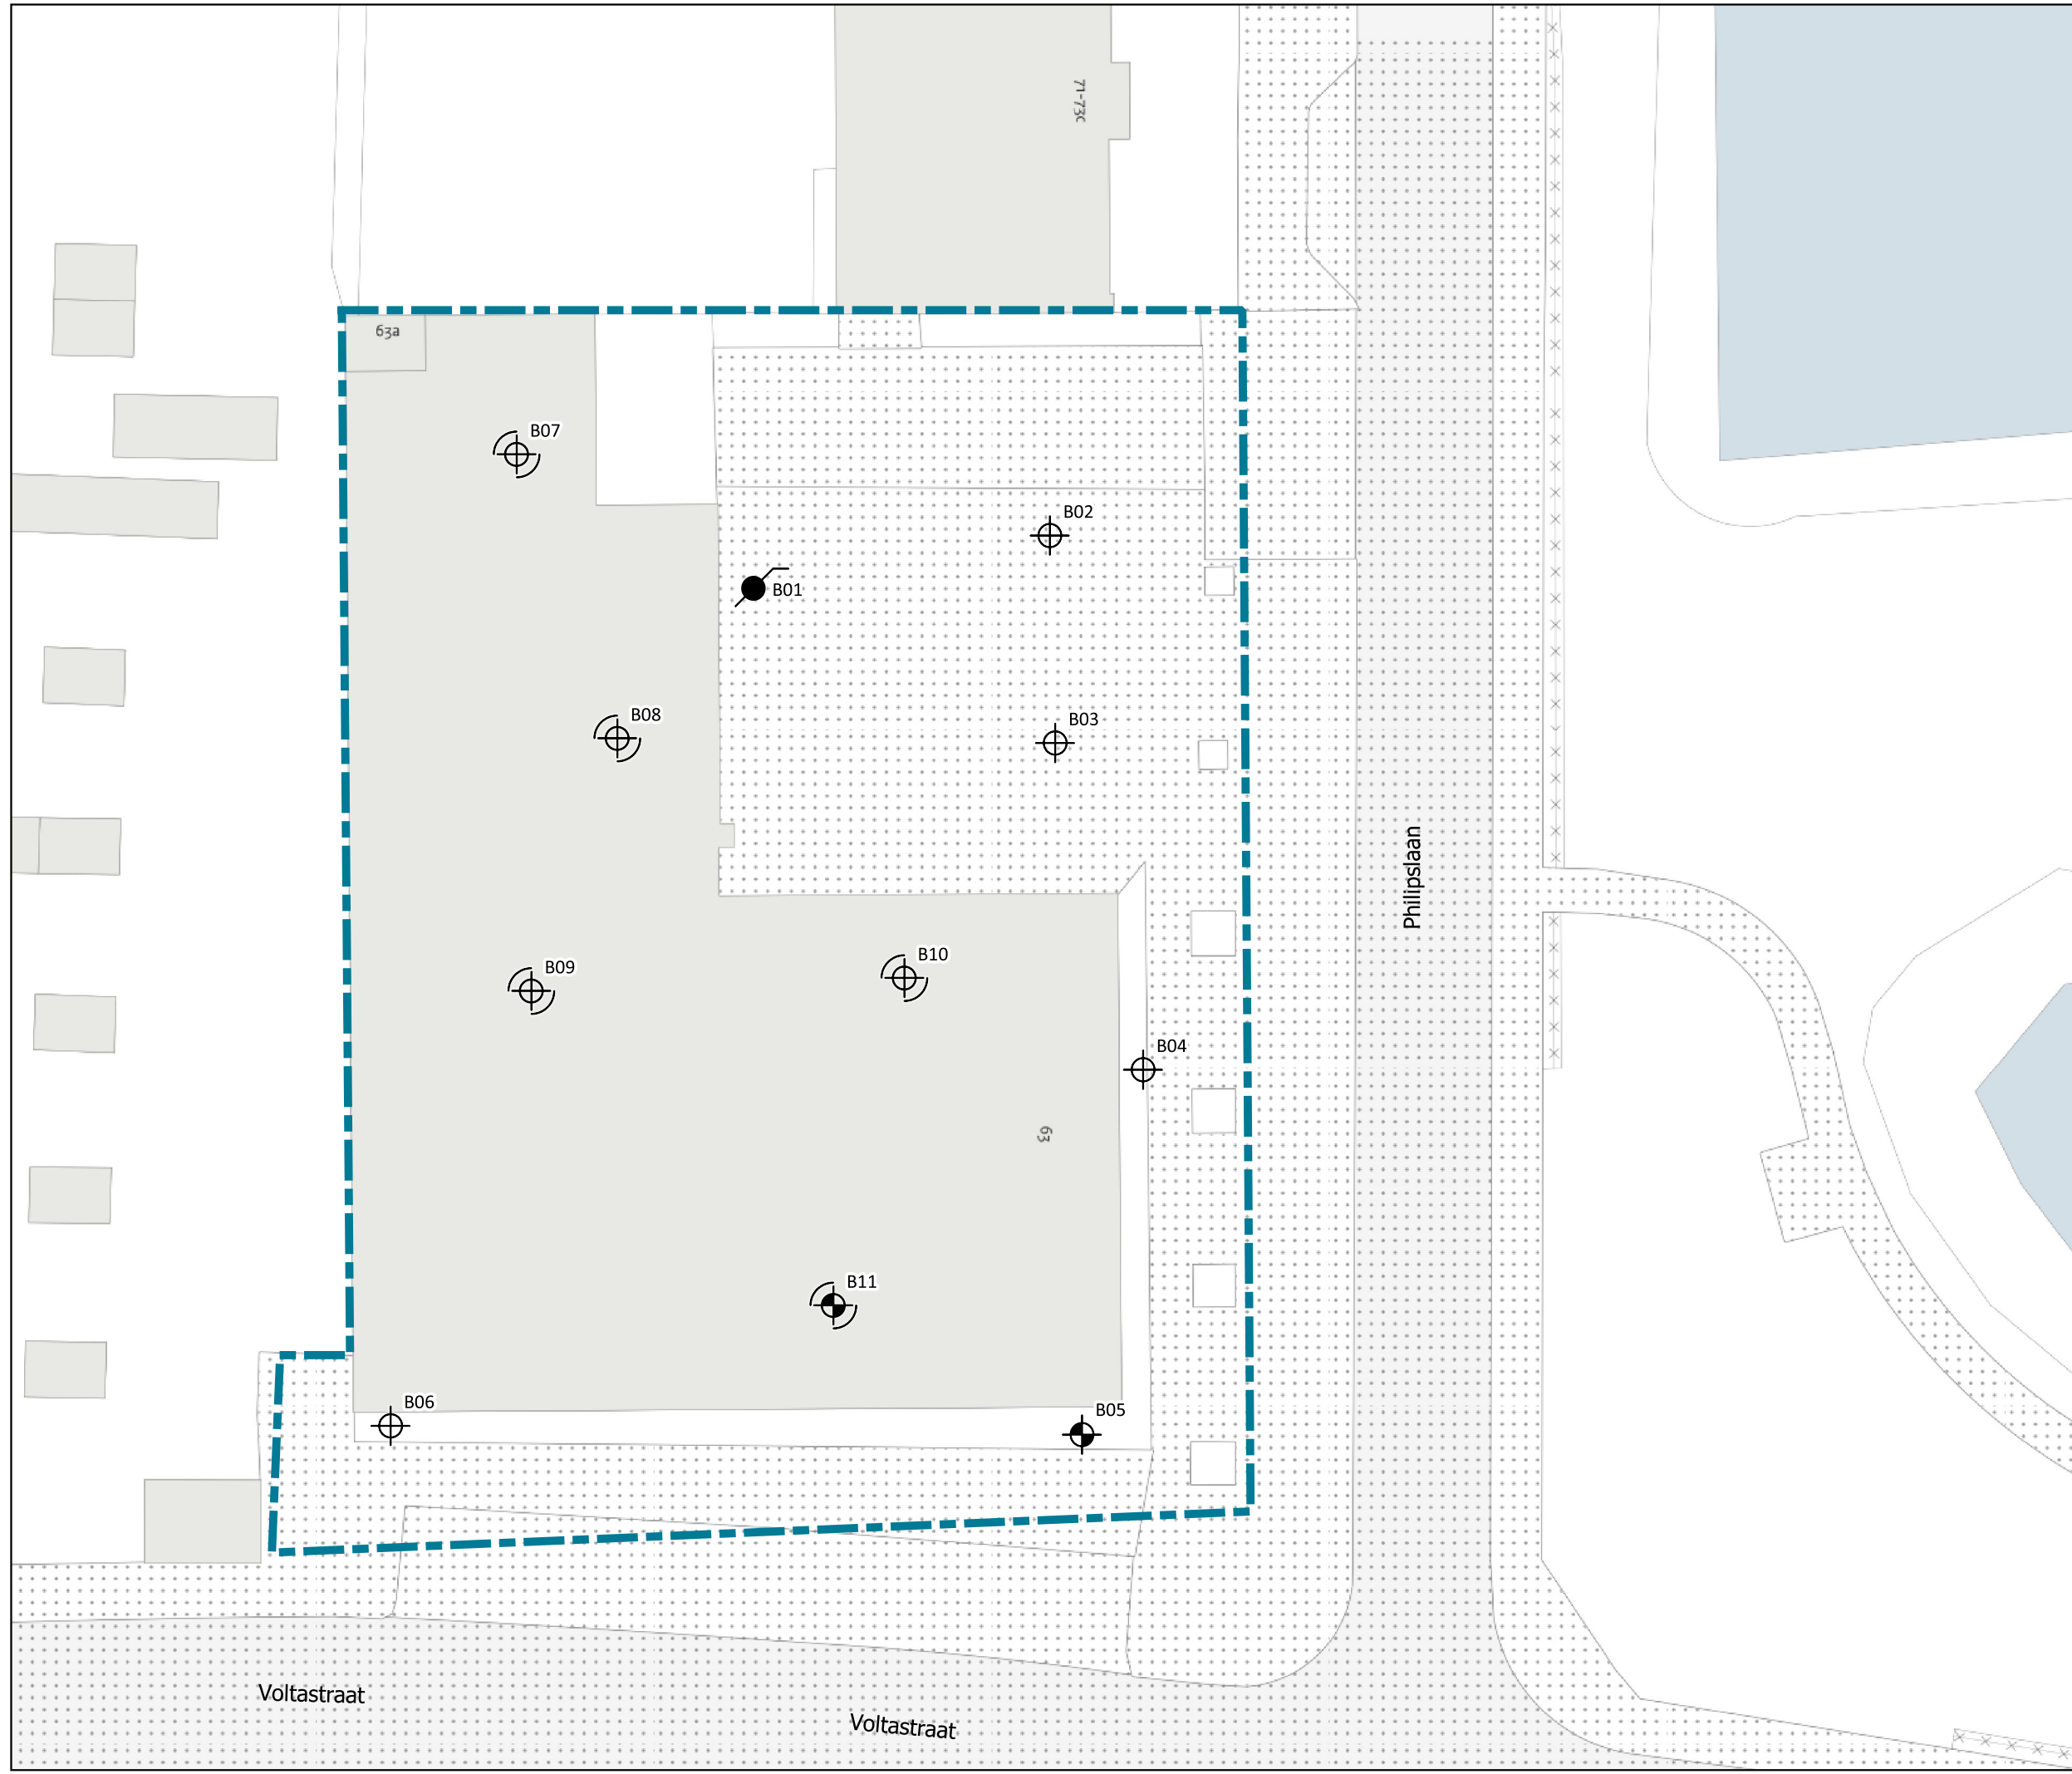 71-73c
63a
B07
B02
B01
B08
B03
Philipslaan
B10
B09
B04
63
B11
B06
B05
Voltastraat
Voltastraat